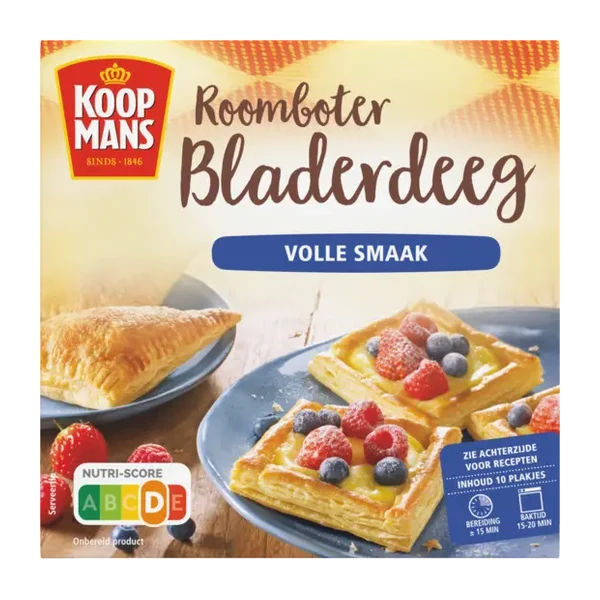 KOOP
MANS
SINDS · 1846
Roomboter
Bladerdeeg
VOLLE SMAAK
ZIE ACHTERZIJDE
VOOR RECEPTEN
INHOUD 10 PLAKJES
BEREIDING
± 15 MIN
BAKTIJD
15-20 MIN
Serveertip
NUTRI-SCORE
A B C D E
Onbereid product